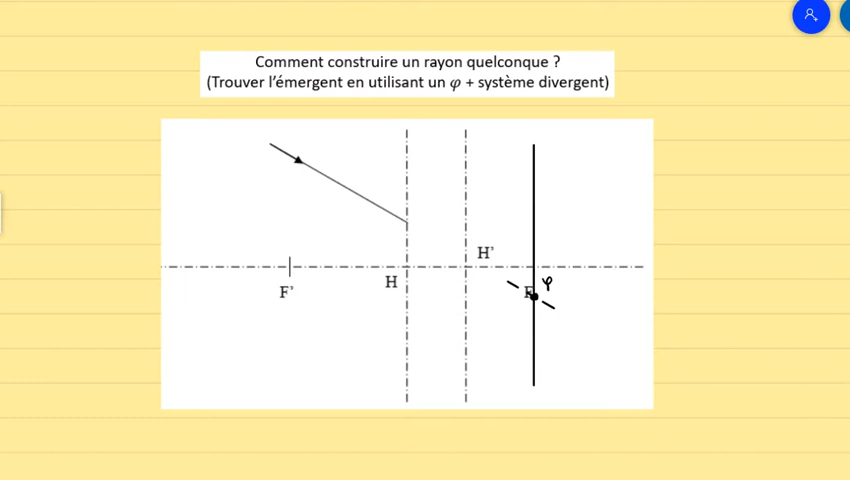 Comment construire un rayon quelconque ?
(Trouver l’émergent en utilisant un φ + système divergent)
H’
F’
H
F
φ